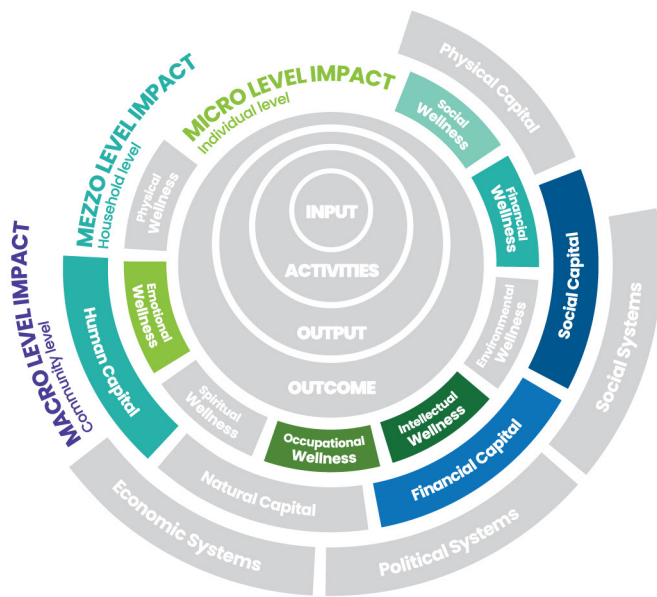 MACRO LEVEL IMPACT
Community level
MEZZO LEVEL IMPACT
Household level
MICRO LEVEL IMPACT
Individual level
INPUT
ACTIVITIES
OUTPUT
OUTCOME
Social
Wellness
Financial
Wellness
Environmental
Wellness
Intellectual
Wellness
Occupational
Wellness
Spiritual
Wellness
Emotional
Wellness
Physical
Wellness
Physical Capital
Social Capital
Financial Capital
Natural Capital
Human Capital
Social Systems
Political Systems
Economic Systems